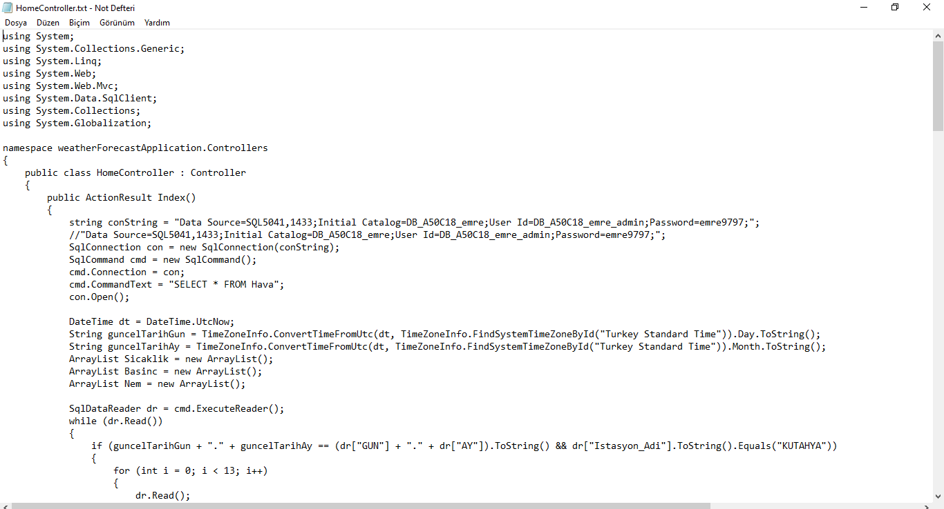 HomeController.txt - Not Defteri
Dosya Düzen Biçim Görünüm Yardım
using System;
using System.Collections.Generic;
using System.Linq;
using System.Web;
using System.Web.Mvc;
using System.Data.SqlClient;
using System.Collections;
using System.Globalization;

namespace weatherForecastApplication.Controllers
{
    public class HomeController : Controller
    {
        public ActionResult Index()
        {
            string conString = "Data Source=SQL5041,1433;Initial Catalog=DB_A50C18_emre;User Id=DB_A50C18_emre_admin;Password=emre9797;";
            //"Data Source=SQL5041,1433;Initial Catalog=DB_A50C18_emre;User Id=DB_A50C18_emre_admin;Password=emre9797;";
            SqlConnection con = new SqlConnection(conString);
            SqlCommand cmd = new SqlCommand();
            cmd.Connection = con;
            cmd.CommandText = "SELECT * FROM Hava";
            con.Open();

            DateTime dt = DateTime.UtcNow;
            String guncelTarihGun = TimeZoneInfo.ConvertTimeFromUtc(dt, TimeZoneInfo.FindSystemTimeZoneById("Turkey Standard Time")).Day.ToString();
            String guncelTarihAy = TimeZoneInfo.ConvertTimeFromUtc(dt, TimeZoneInfo.FindSystemTimeZoneById("Turkey Standard Time")).Month.ToString();
            ArrayList Sicaklik = new ArrayList();
            ArrayList Basinc = new ArrayList();
            ArrayList Nem = new ArrayList();

            SqlDataReader dr = cmd.ExecuteReader();
            while (dr.Read())
            {
                if (guncelTarihGun + "." + guncelTarihAy == (dr["GUN"] + "." + dr["AY"]).ToString() && dr["Istasyon_Adi"].ToString().Equals("KUTAHYA"))
                {
                    for (int i = 0; i < 13; i++)
                    {
                        dr.Read();